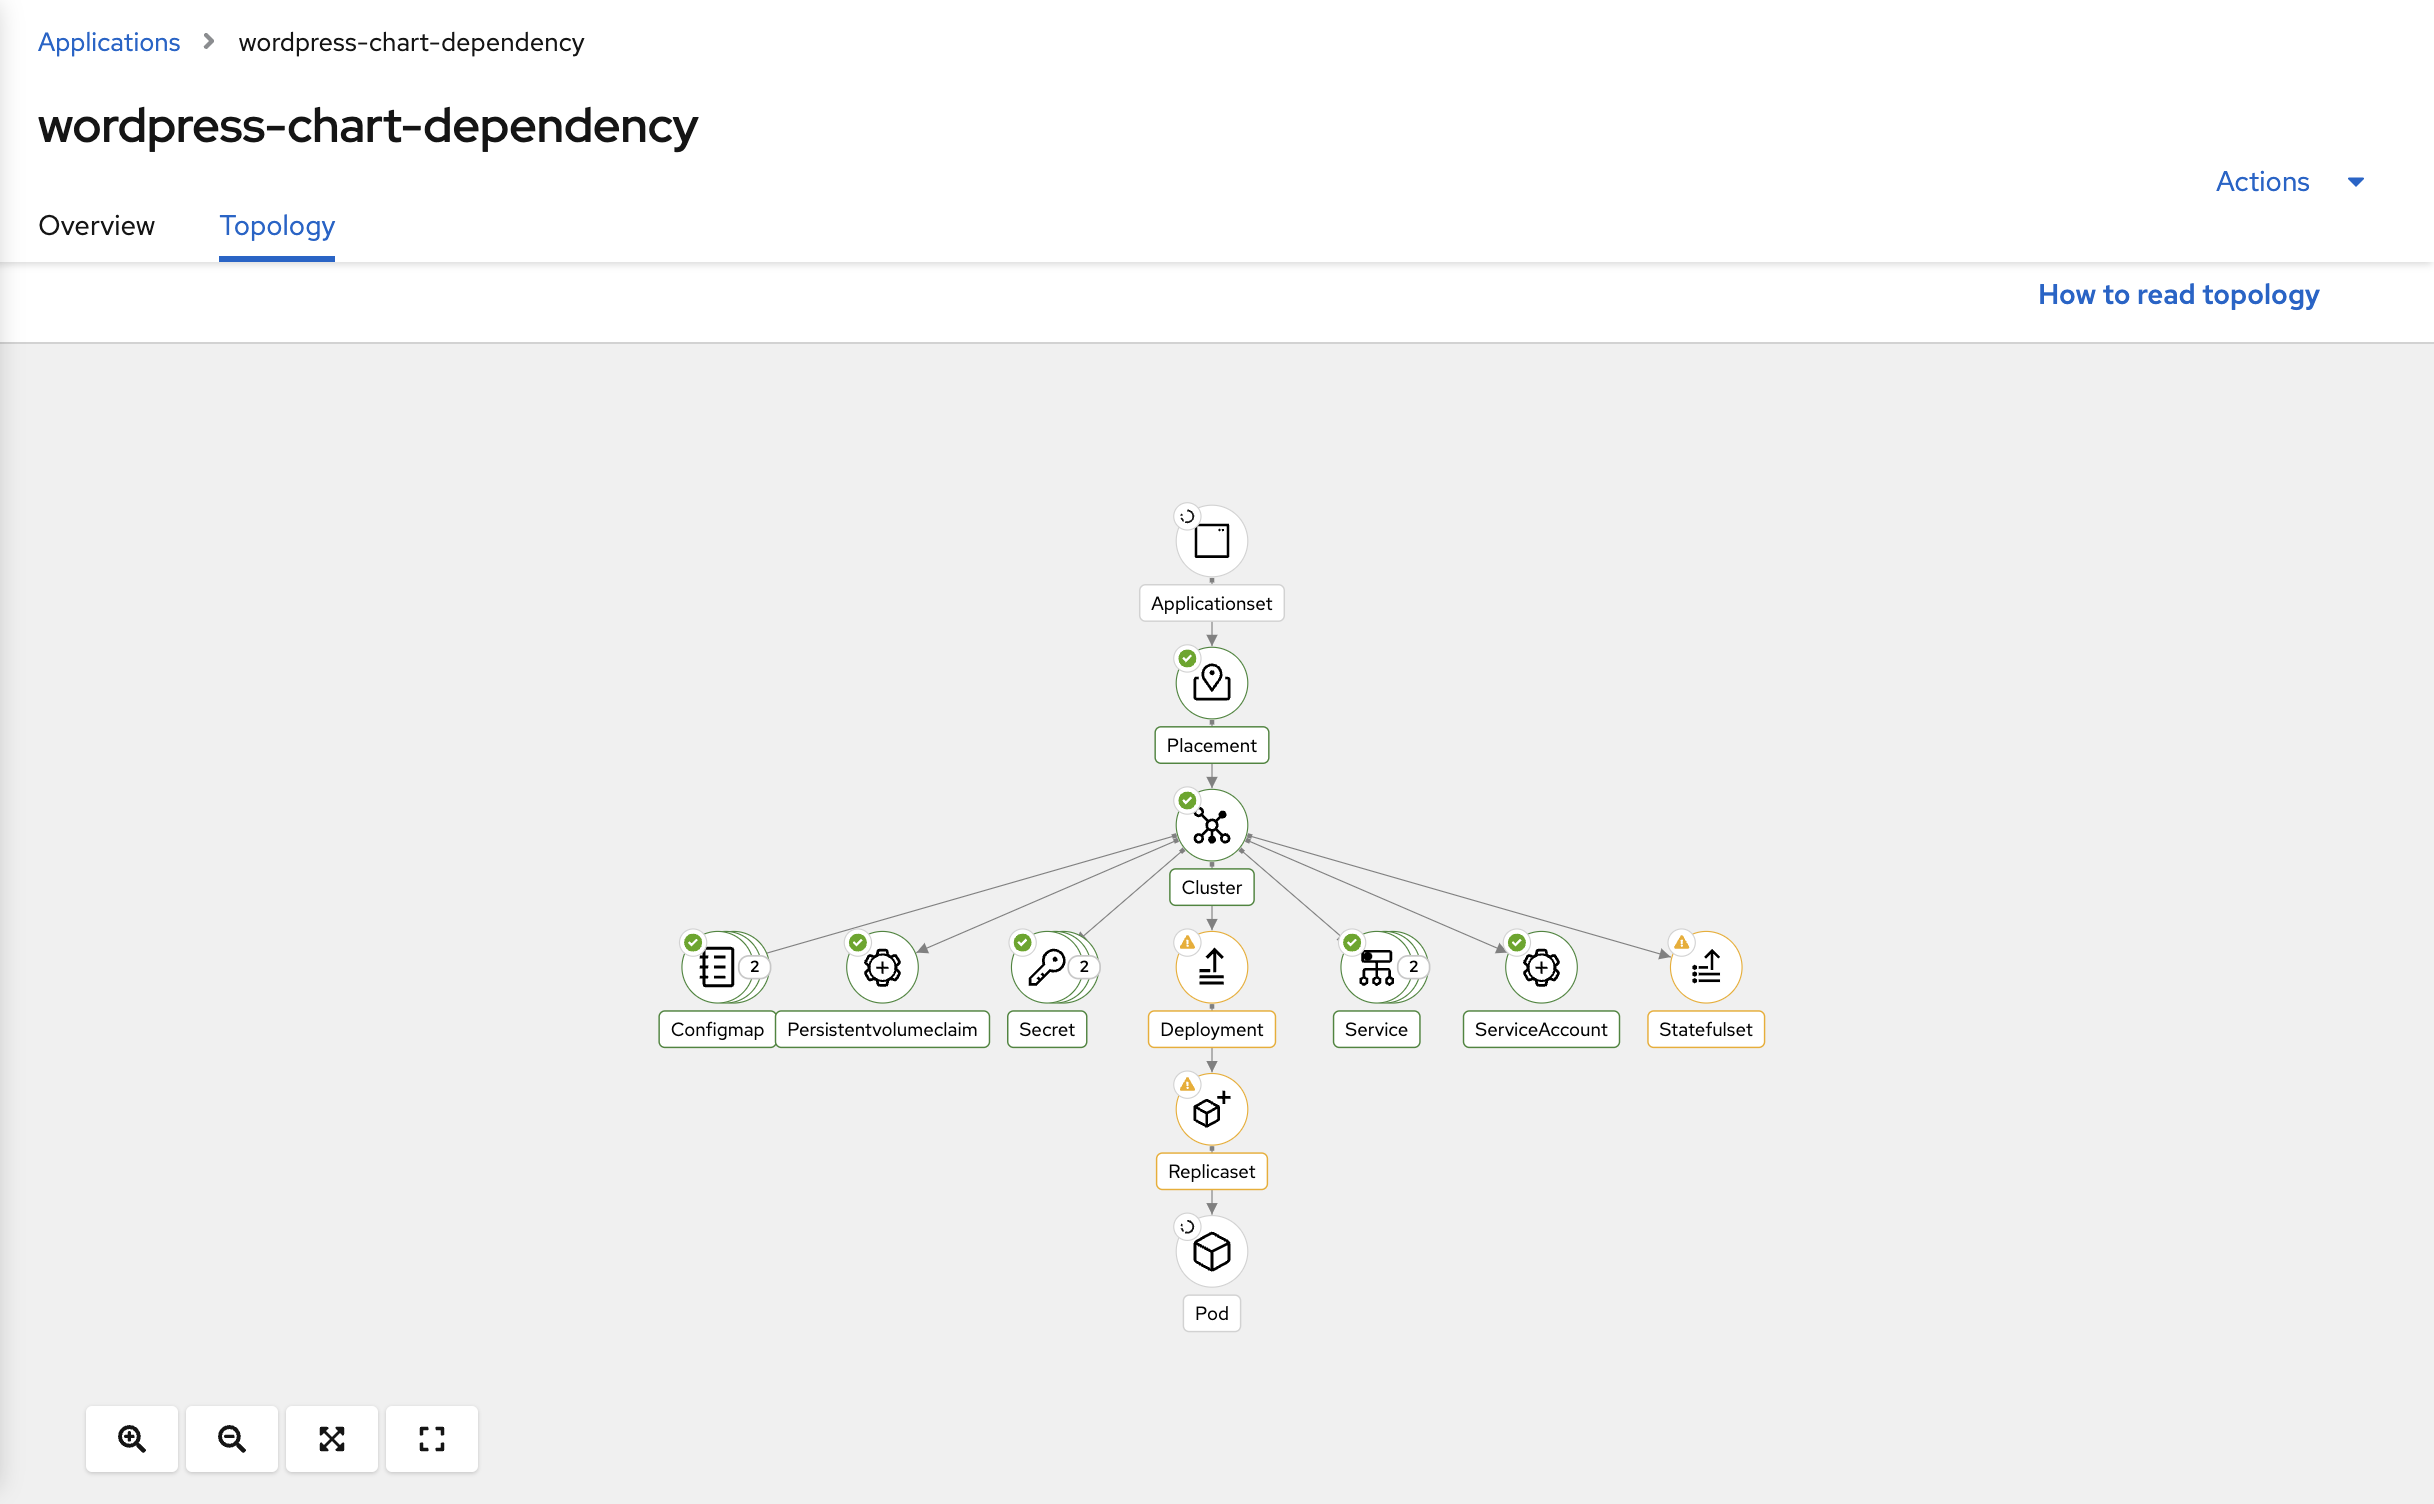 Applications > wordpress-chart-dependency
wordpress-chart-dependency
Actions
Overview Topology
How to read topology
Applicationset
Placement
Cluster
2 2 2
Configmap Persistentvolumeclaim Secret Deployment Service ServiceAccount Statefulset
Replicaset
Pod